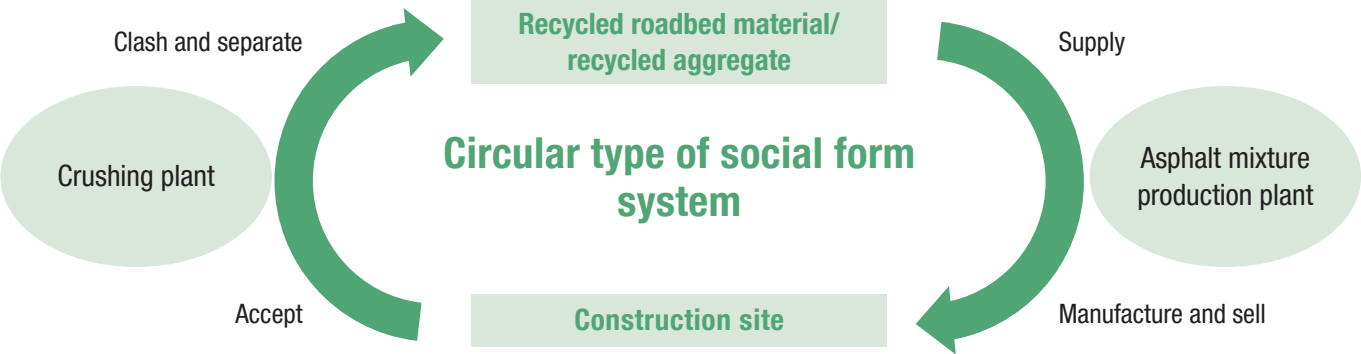 Clash and separate
Recycled roadbed material/
recycled aggregate
Supply
Crushing plant
Circular type of social form
system
Asphalt mixture
production plant
Accept
Construction site
Manufacture and sell